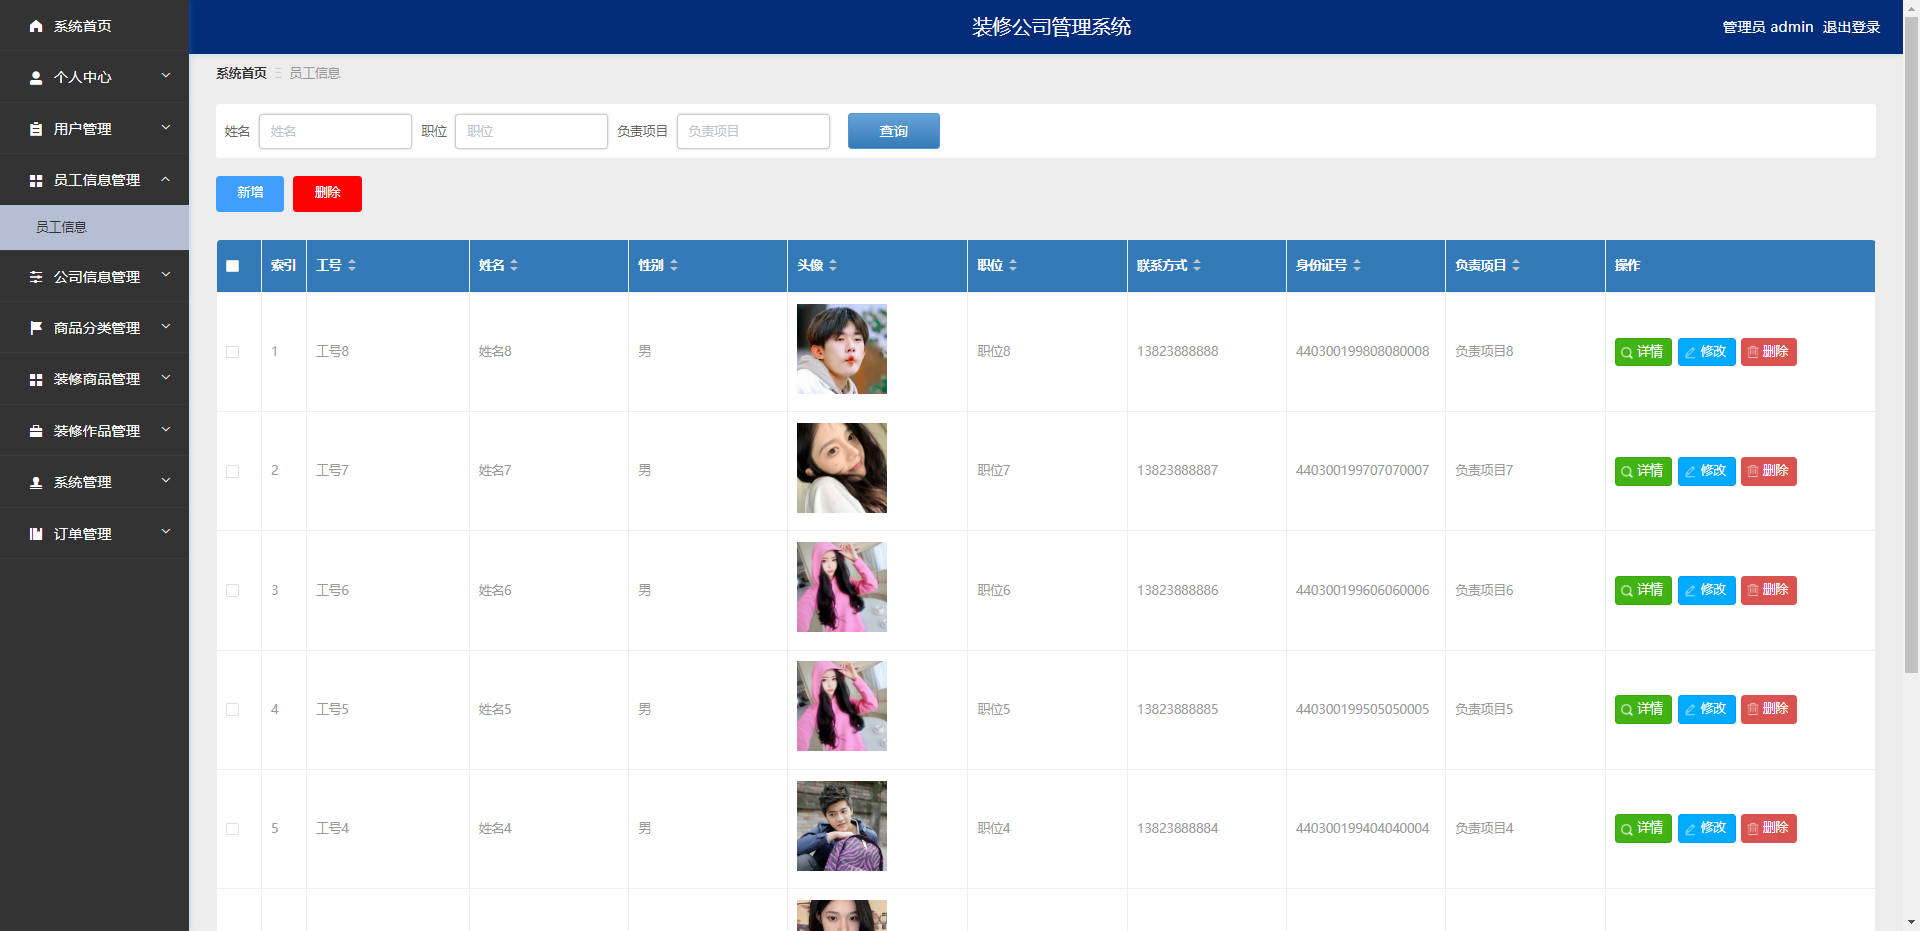 装修公司管理系统
管理员 admin 退出登录
系统首页
个人中心
用户管理
员工信息管理
员工信息
公司信息管理
商品分类管理
装修商品管理
装修作品管理
系统管理
订单管理
系统首页 员工信息
姓名 姓名 职位 职位 负责项目 负责项目 查询
新增 删除
索引 工号 姓名 性别 头像 职位 联系方式 身份证号 负责项目 操作
1 工号8 姓名8 男 职位8 13823888888 440300199808080008 负责项目8 详情 修改 删除
2 工号7 姓名7 男 职位7 13823888887 440300199707070007 负责项目7 详情 修改 删除
3 工号6 姓名6 男 职位6 13823888886 440300199606060006 负责项目6 详情 修改 删除
4 工号5 姓名5 男 职位5 13823888885 440300199505050005 负责项目5 详情 修改 删除
5 工号4 姓名4 男 职位4 13823888884 440300199404040004 负责项目4 详情 修改 删除